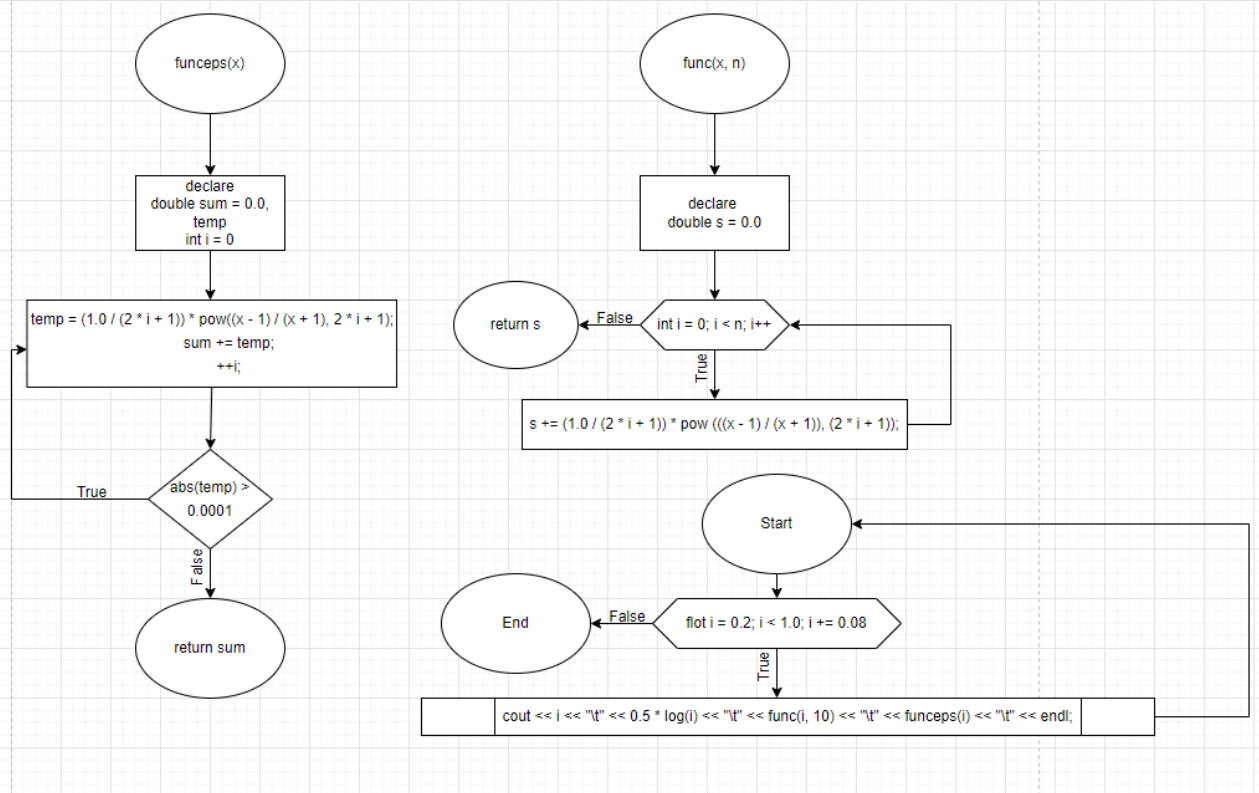 funceps(x)
declare
double sum = 0.0,
temp
int i = 0
temp = (1.0 / (2 * i + 1)) * pow((x - 1) / (x + 1), 2 * i + 1);
sum += temp;
++i;
abs(temp) >
0.0001
True
False
return sum
func(x, n)
declare
double s = 0.0
int i = 0; i < n; i++
False
return s
True
s += (1.0 / (2 * i + 1)) * pow (((x - 1) / (x + 1)), (2 * i + 1));
Start
flot i = 0.2; i < 1.0; i += 0.08
False
End
True
cout << i << "\t" << 0.5 * log(i) << "\t" << func(i, 10) << "\t" << funceps(i) << "\t" << endl;